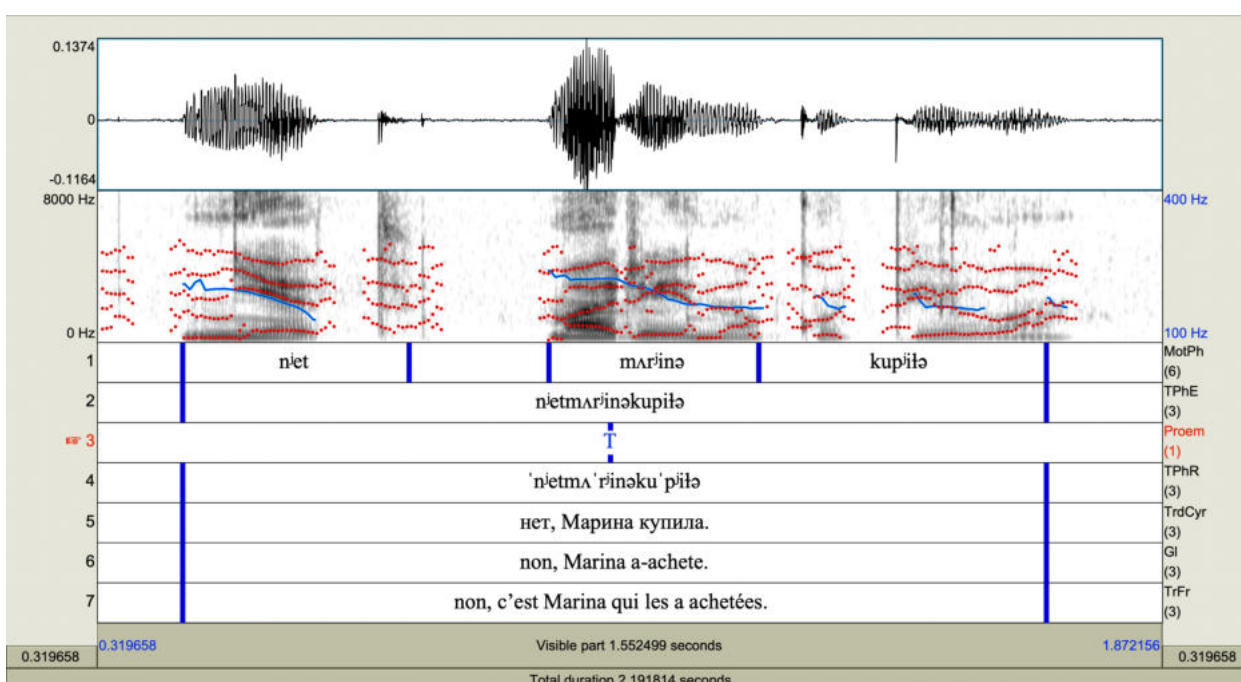 0.1374
0
-0.1164
8000 Hz
400 Hz
0 Hz
100 Hz
1 nʲet mʌrʲinə kupʲiɫə MotPh (6)
2 nʲetmʌrʲinəkupʲiɫə TPhE (3)
3 T Proem (1)
4 ˈnʲetmʌˈrʲinəkuˈpʲiɫə TPhR (3)
5 нет, Марина купила. TrdCyr (3)
6 non, Marina a-achete. Gl (3)
7 non, c’est Marina qui les a achetées. TrFr (3)
0.319658 0.319658 Visible part 1.552499 seconds 1.872156 0.319658
Total duration 2.191814 seconds